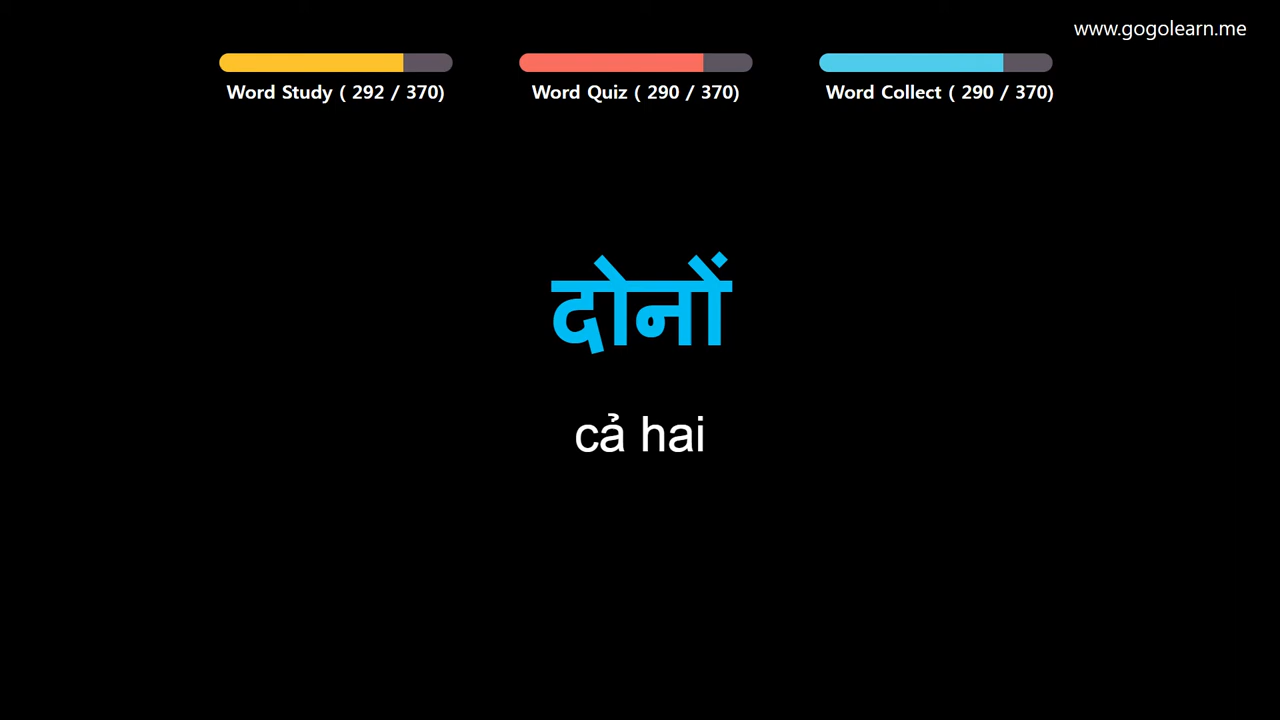 www.gogolearn.me
Word Study ( 292 / 370)
Word Quiz ( 290 / 370)
Word Collect ( 290 / 370)
दोनों
cả hai